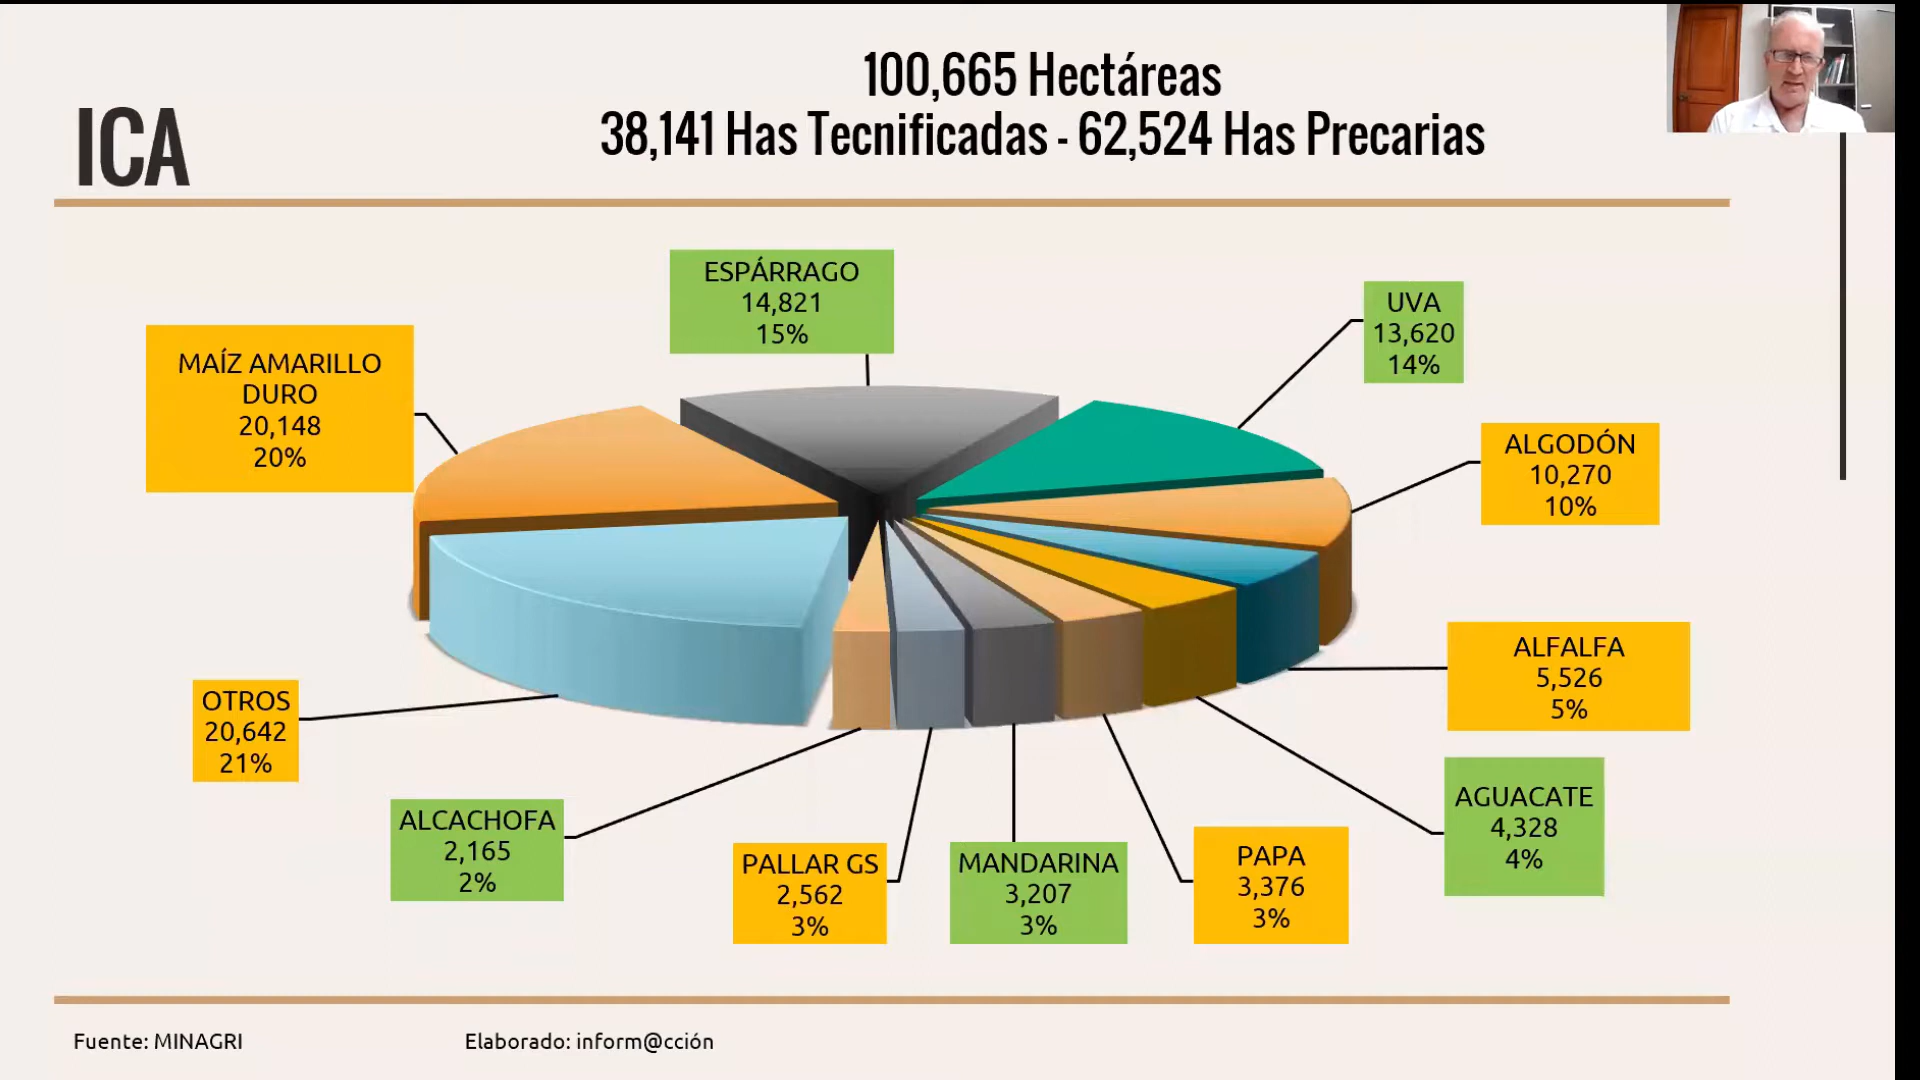 100,665 Hectáreas
38,141 Has Tecnificadas - 62,524 Has Precarias
ICA
ESPÁRRAGO
14,821
15%
UVA
13,620
14%
MAÍZ AMARILLO
DURO
20,148
20%
ALGODÓN
10,270
10%
ALFALFA
5,526
5%
OTROS
20,642
21%
AGUACATE
4,328
4%
ALCACHOFA
2,165
2%
PALLAR GS
2,562
3%
MANDARINA
3,207
3%
PAPA
3,376
3%
Fuente: MINAGRI
Elaborado: inform@cción